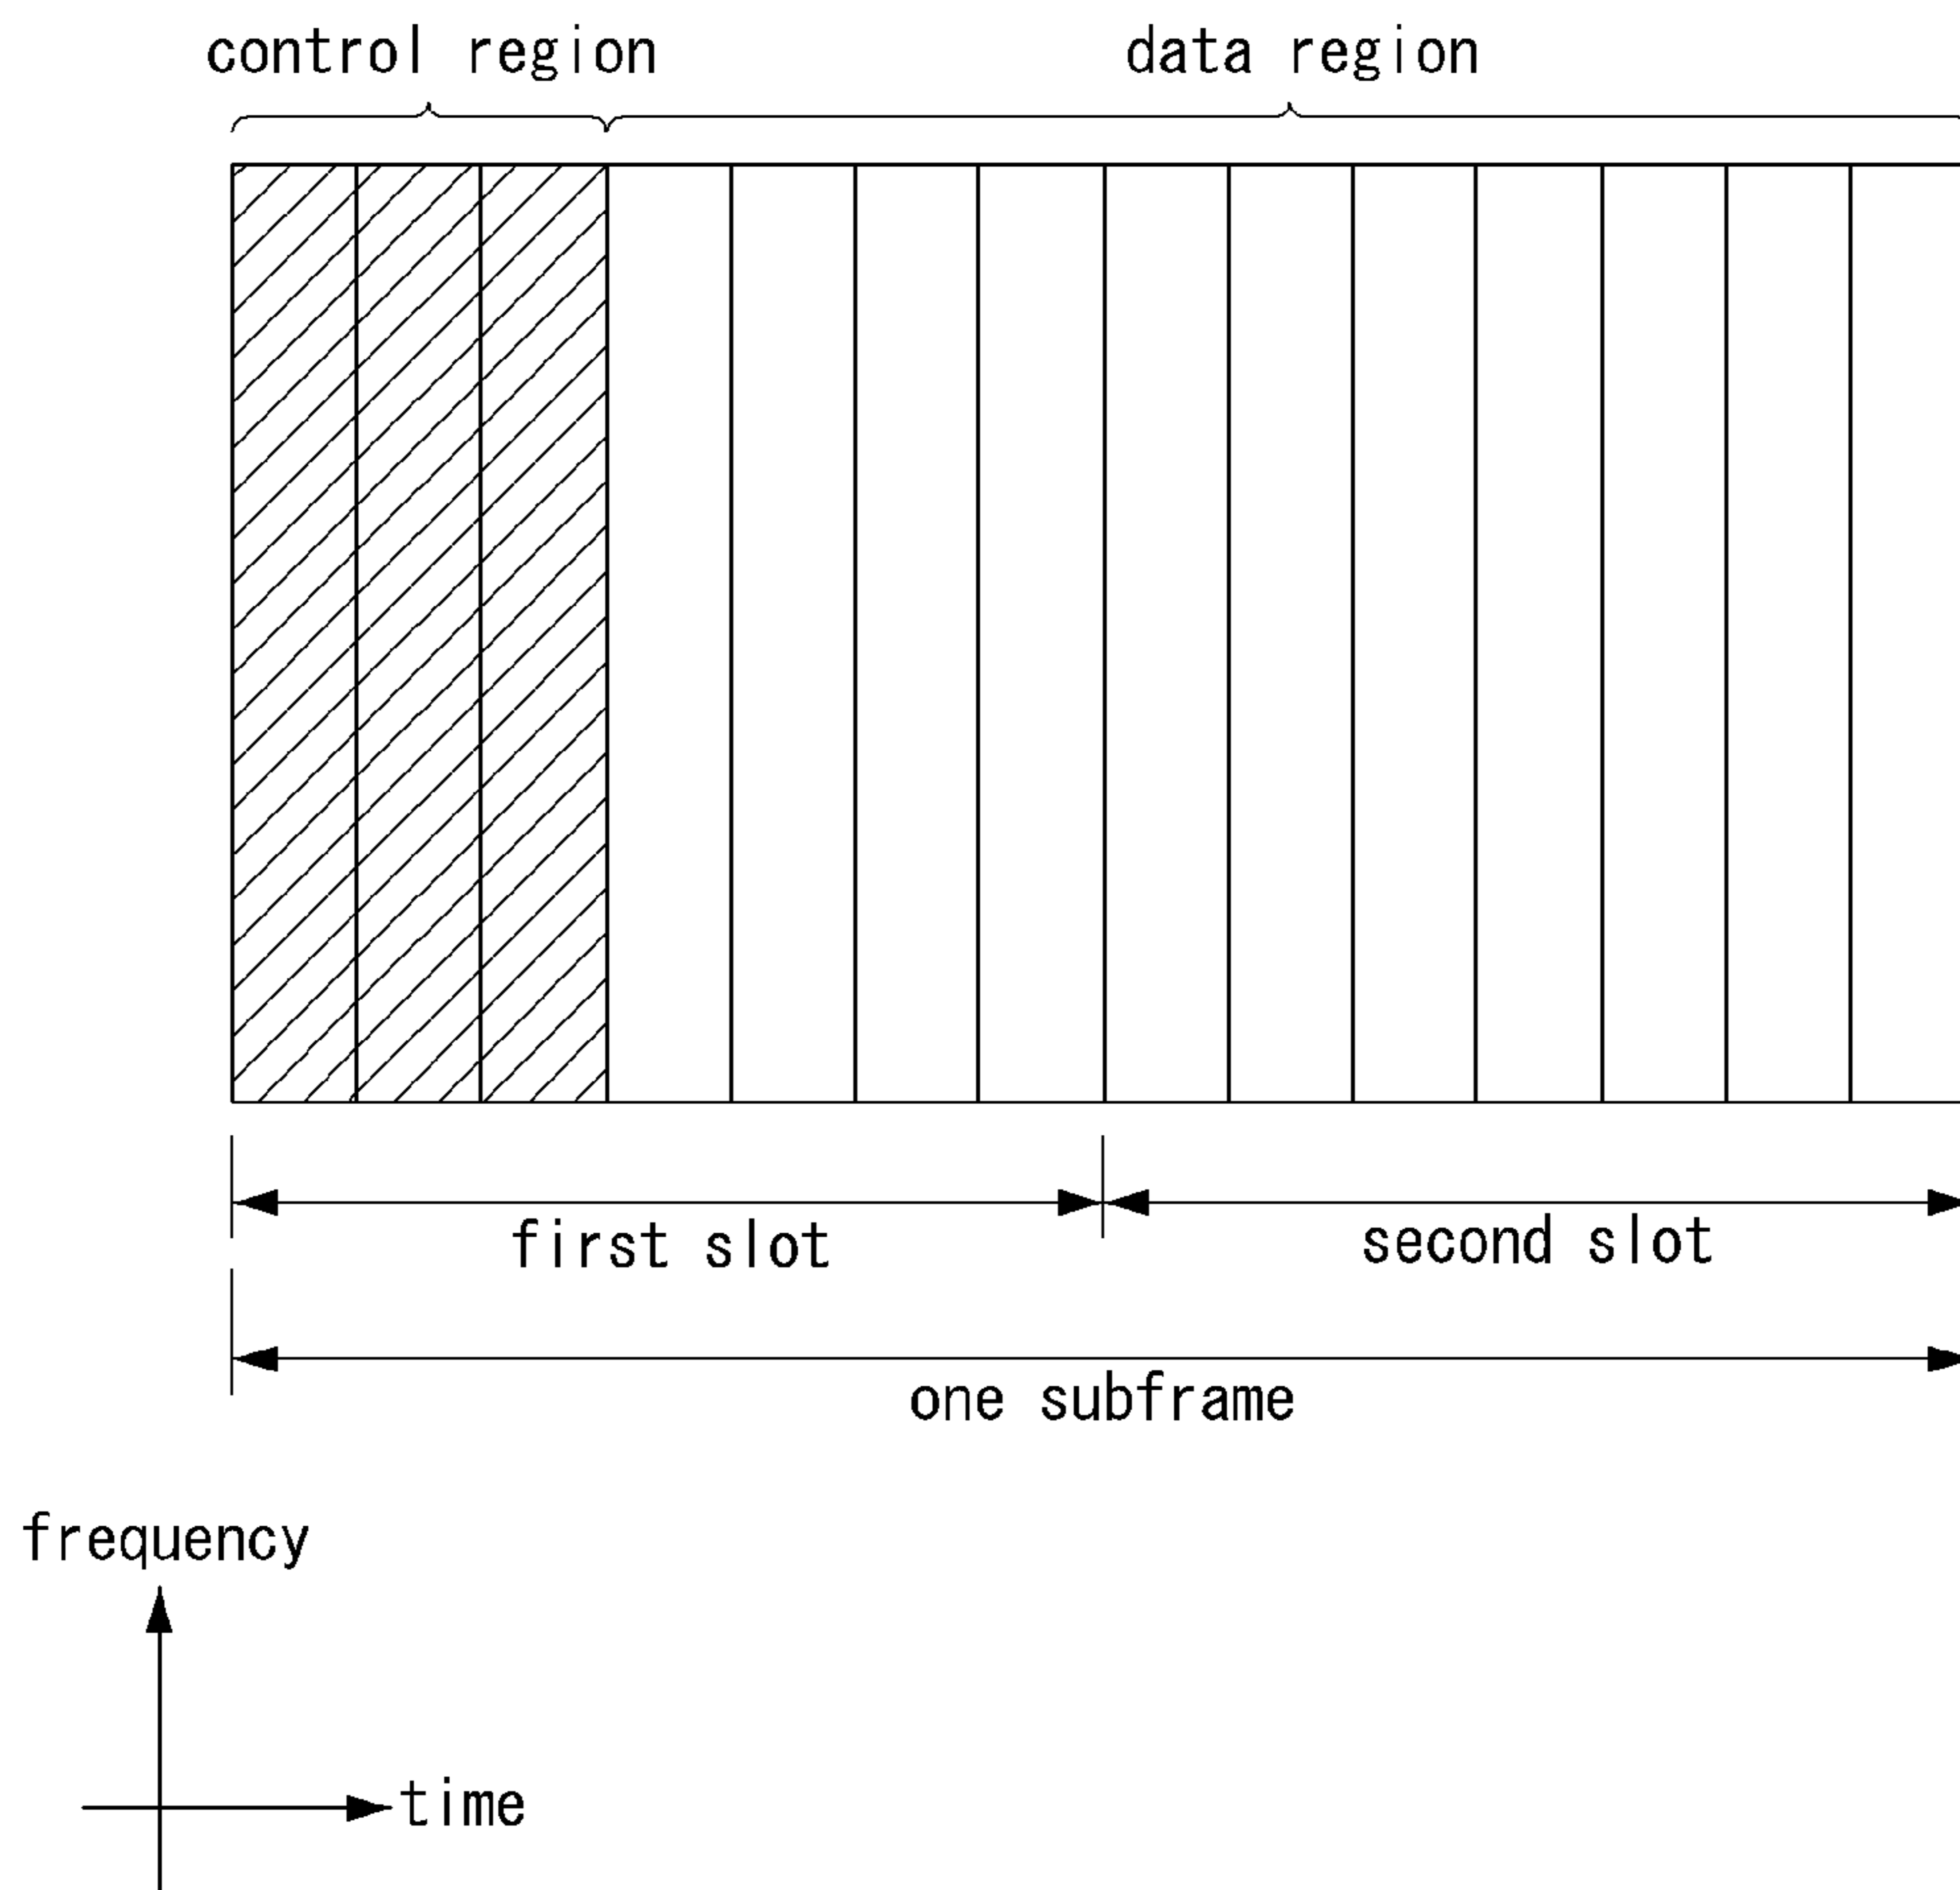 control region
data region
first slot
second slot
one subframe
frequency
time